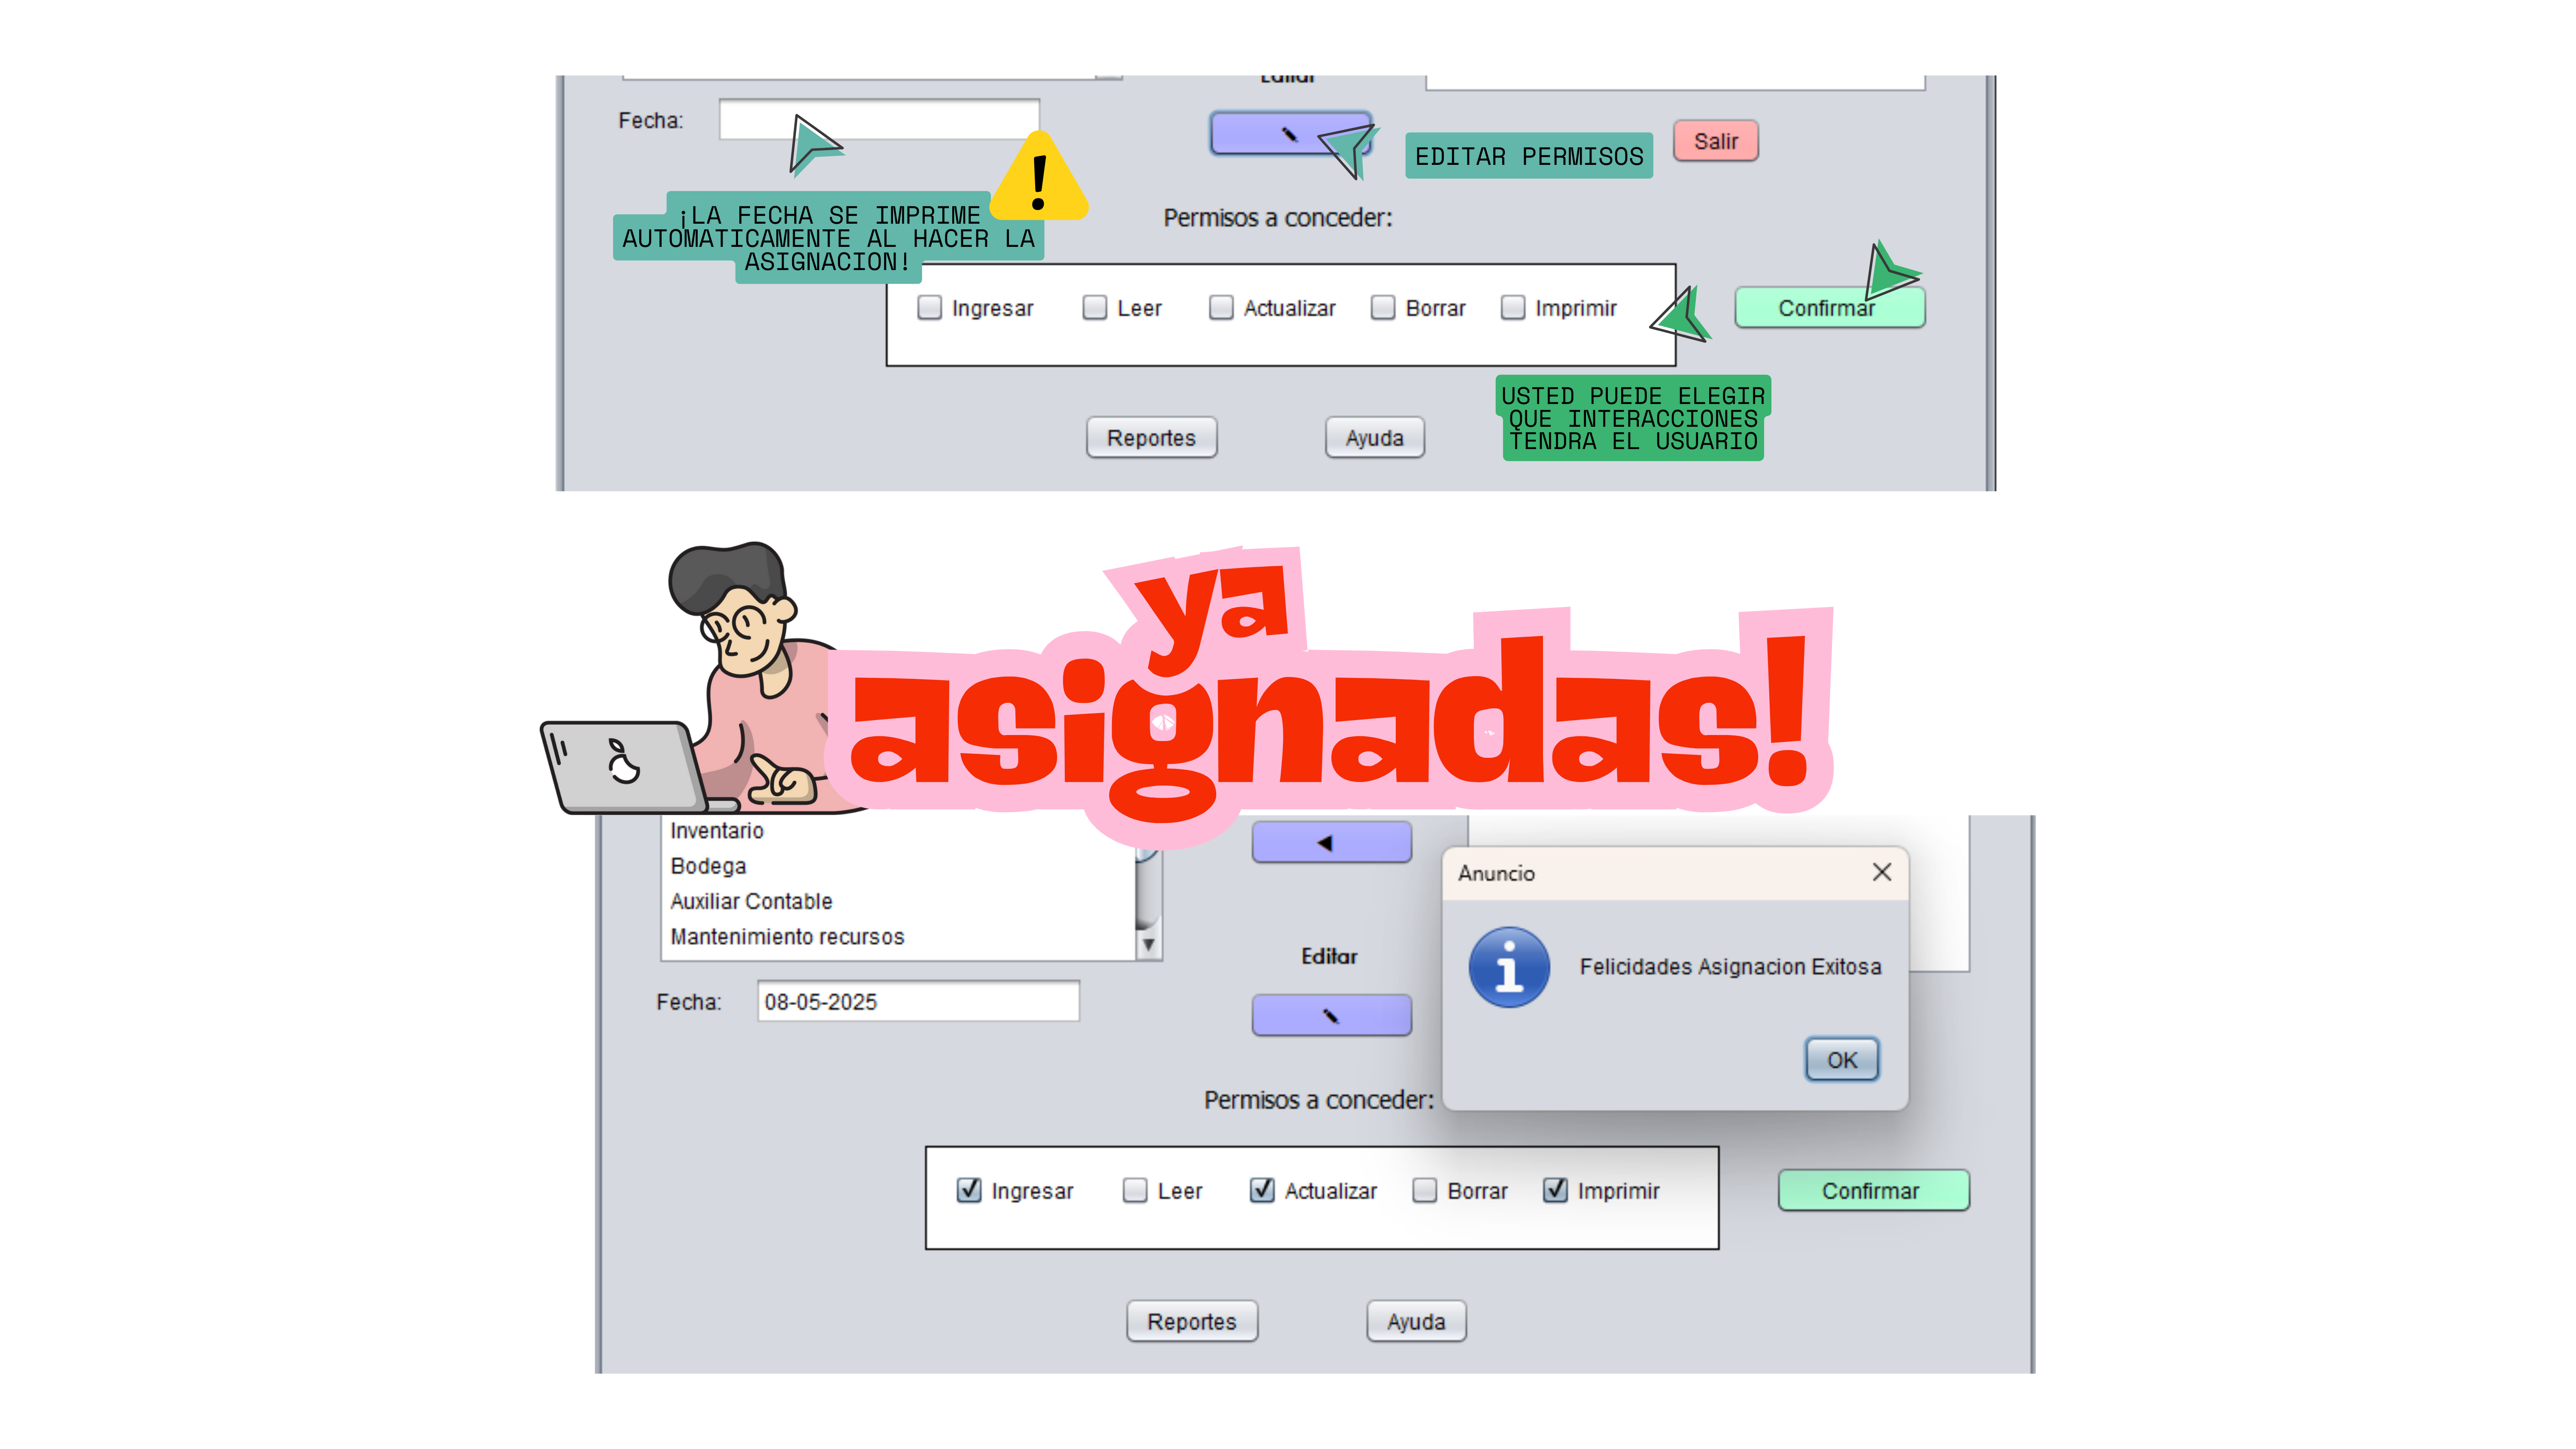 Editar
Fecha:
EDITAR PERMISOS
Salir
¡LA FECHA SE IMPRIME
AUTOMATICAMENTE AL HACER LA
ASIGNACION!
Permisos a conceder:
Ingresar Leer Actualizar Borrar Imprimir
Confirmar
USTED PUEDE ELEGIR
QUE INTERACCIONES
TENDRA EL USUARIO
Reportes Ayuda
ya
asignadas!
Inventario
Bodega
Auxiliar Contable
Mantenimiento recursos
Anuncio
Editar
Felicidades Asignacion Exitosa
Fecha: 08-05-2025
OK
Permisos a conceder:
Ingresar Leer Actualizar Borrar Imprimir
Confirmar
Reportes Ayuda